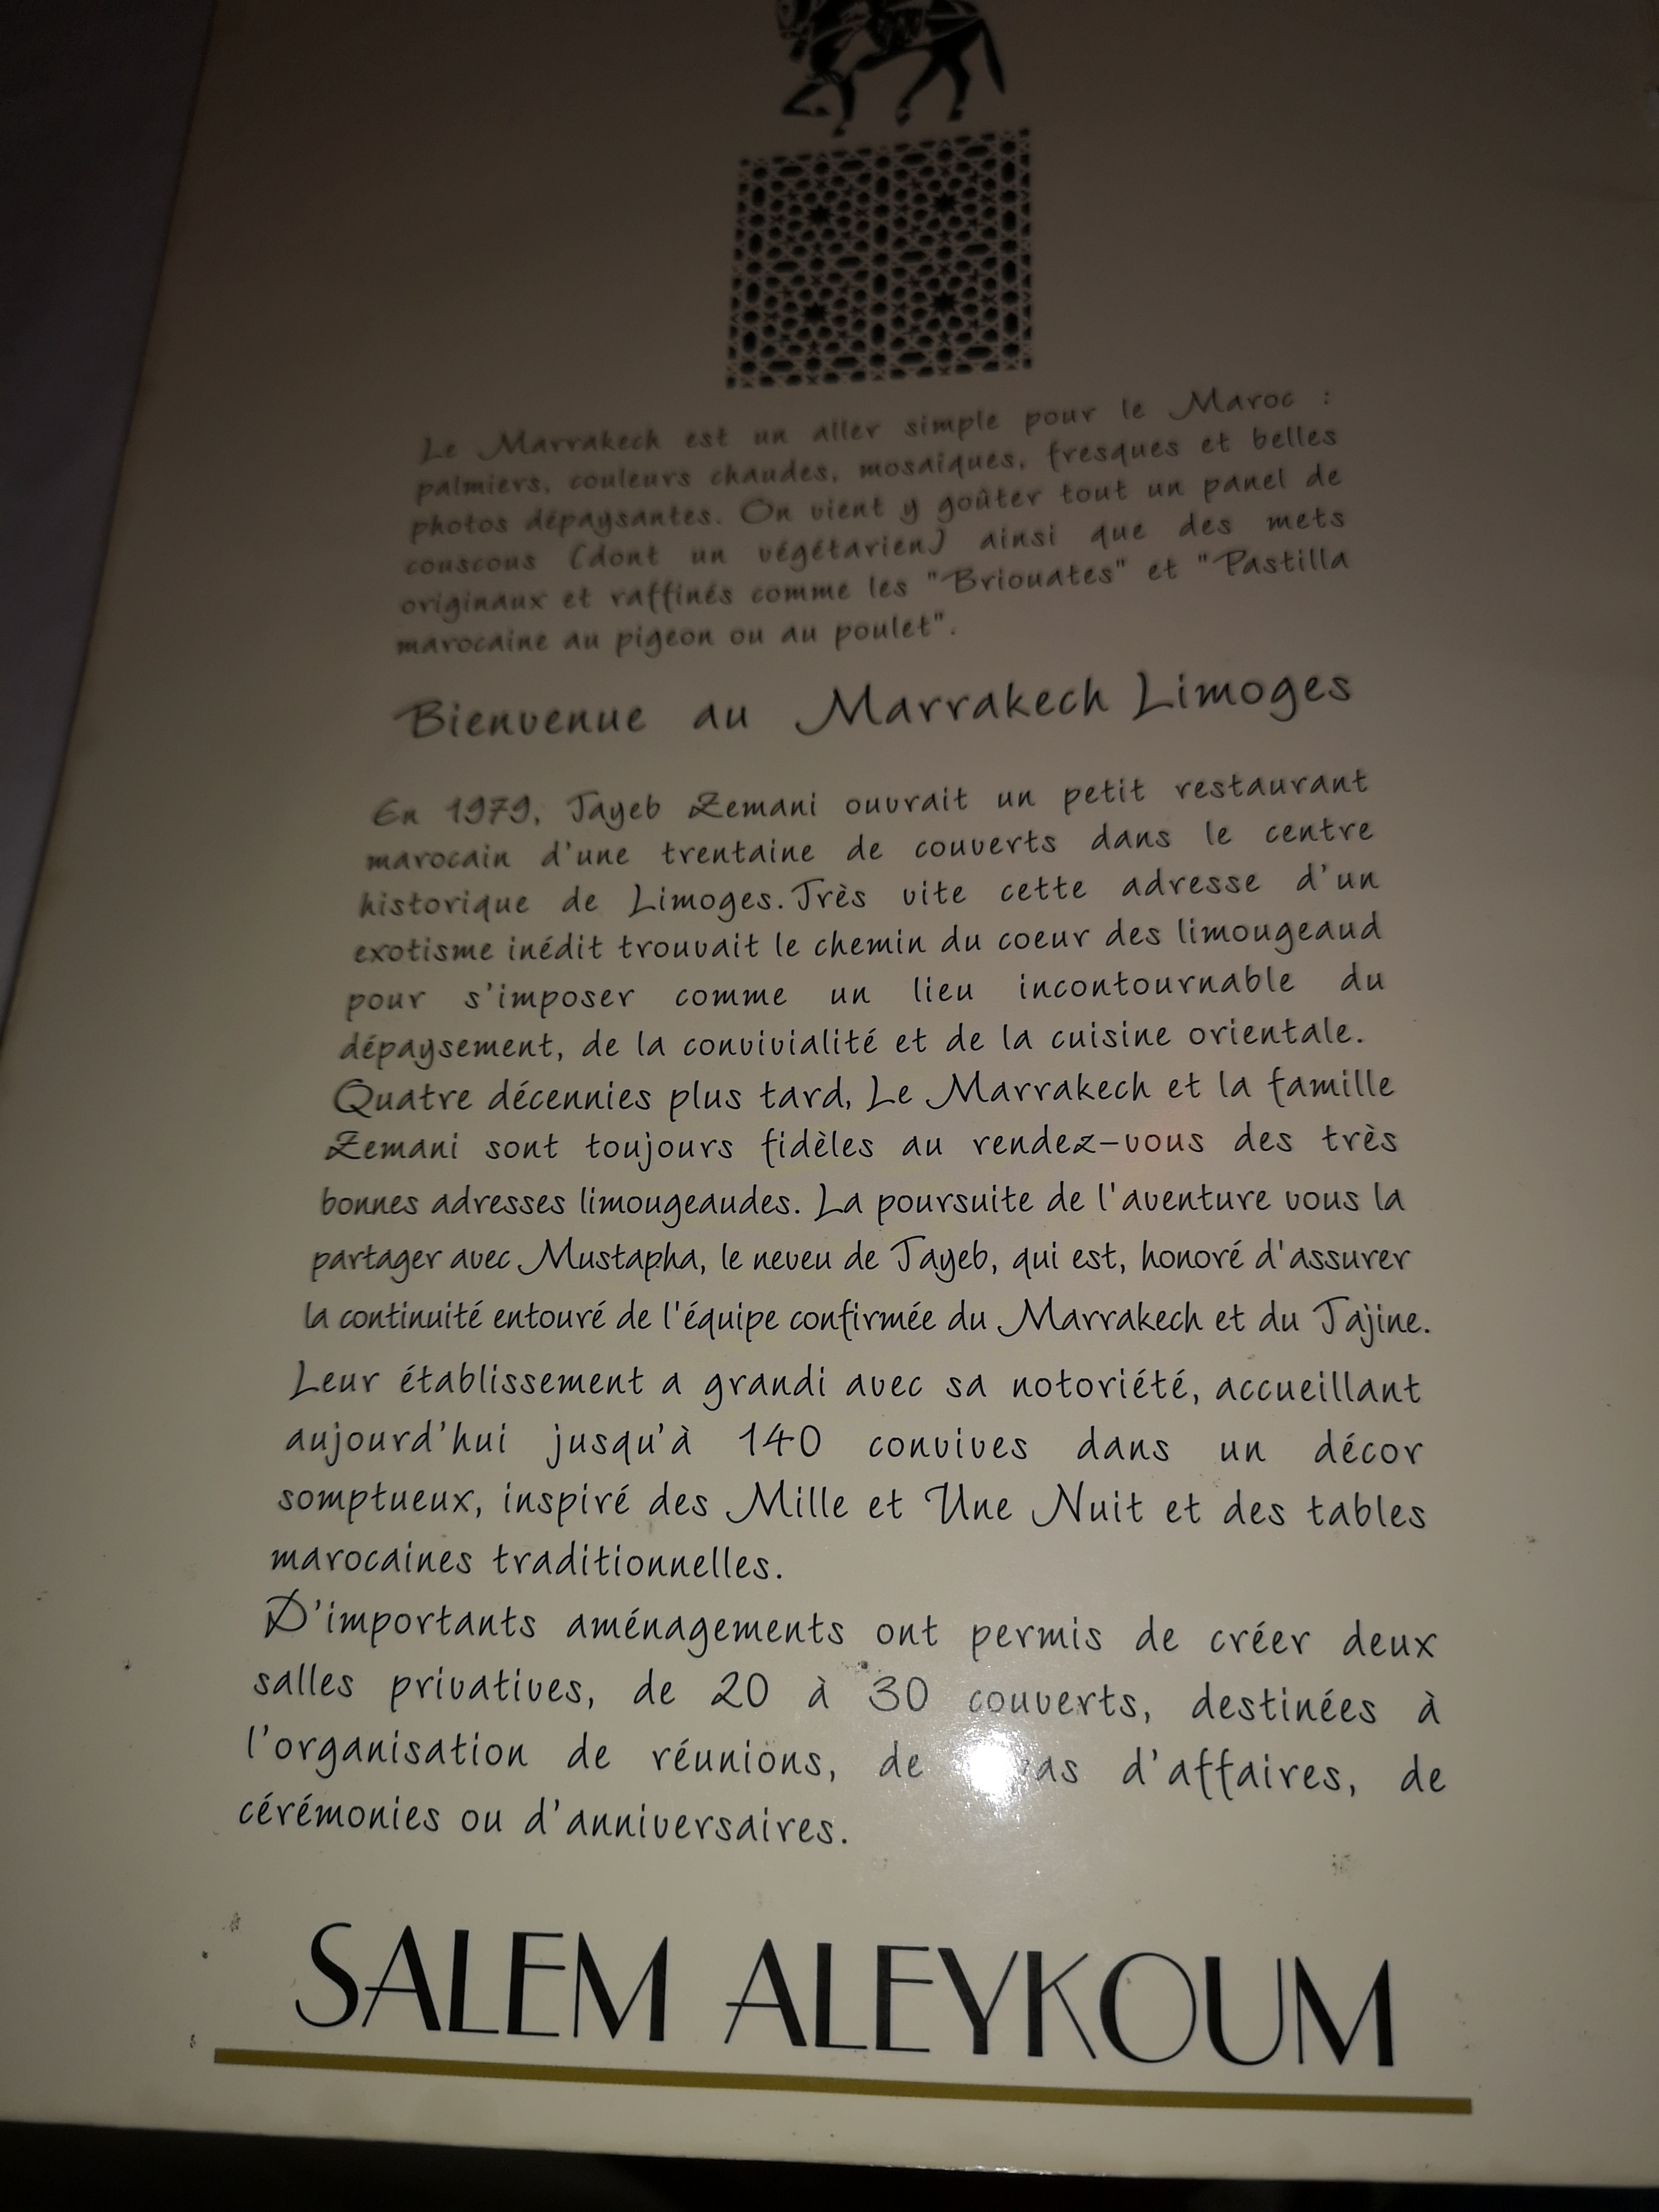 Le Marrakech est un aller simple pour le Maroc :
palmiers, couleurs chaudes, mosaiques, fresques et belles
photos dépaysantes. On vient y goûter tout un panel de
couscous (dont un végétarien) ainsi que des mets
originaux et raffinés comme les "Briouates" et "Pastilla
marocaine au pigeon ou au poulet".
Bienvenue au Marrakech Limoges
En 1979, Tayeb Zemani ouvrait un petit restaurant
marocain d'une trentaine de couverts dans le centre
historique de Limoges. Très vite cette adresse d'un
exotisme inédit trouvait le chemin du coeur des limougeaud
pour s'imposer comme un lieu incontournable du
dépaysement, de la convivialité et de la cuisine orientale.
Quatre décennies plus tard, Le Marrakech et la famille
Zemani sont toujours fidèles au rendez-vous des très
bonnes adresses limougeaudes. La poursuite de l'aventure vous la
partager avec Mustapha, le neveu de Tayeb, qui est, honoré d'assurer
la continuité entouré de l'équipe confirmée du Marrakech et du Tajine.
Leur établissement a grandi avec sa notoriété, accueillant
aujourd'hui jusqu'à 140 convives dans un décor
somptueux, inspiré des Mille et Une Nuit et des tables
marocaines traditionnelles.
D'importants aménagements ont permis de créer deux
salles privatives, de 20 à 30 couverts, destinées à
l'organisation de réunions, de d'affaires, de
cérémonies ou d'anniversaires.
SALEM ALEYKOUM